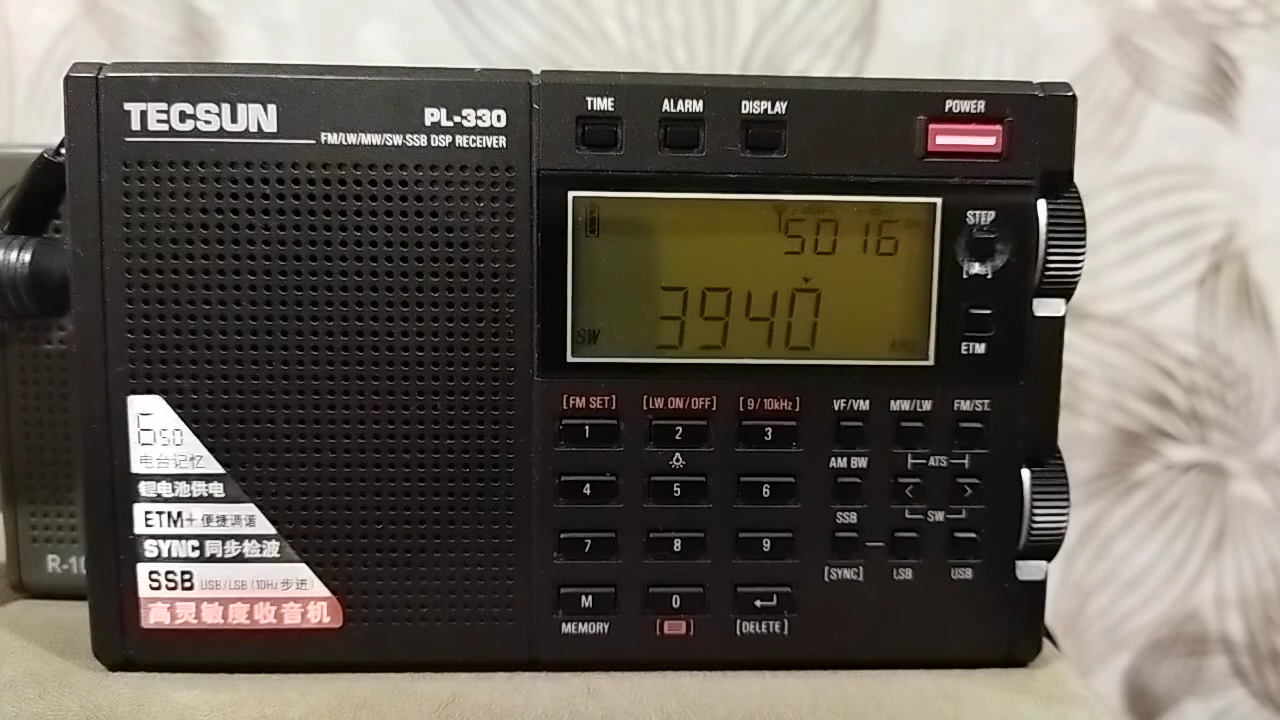 TECSUN
PL-330
FM/LW/MW/SW-SSB DSP RECEIVER
TIME ALARM DISPLAY POWER
5016
3940
SW
kHz
STEP
ETM
[FM SET] [LW ON/OFF] [9/10kHz] VF/VM MW/LW FM/ST.
1 2 3
AM BW ATS
4 5 6 < >
SSB SW
7 8 9
[SYNC] LSB USB
M 0
MEMORY [DELETE]
650
电台记忆
锂电池供电
ETM+ 便捷调谐
SYNC 同步检波
SSB USB/LSB (10Hz 步进)
高灵敏度收音机